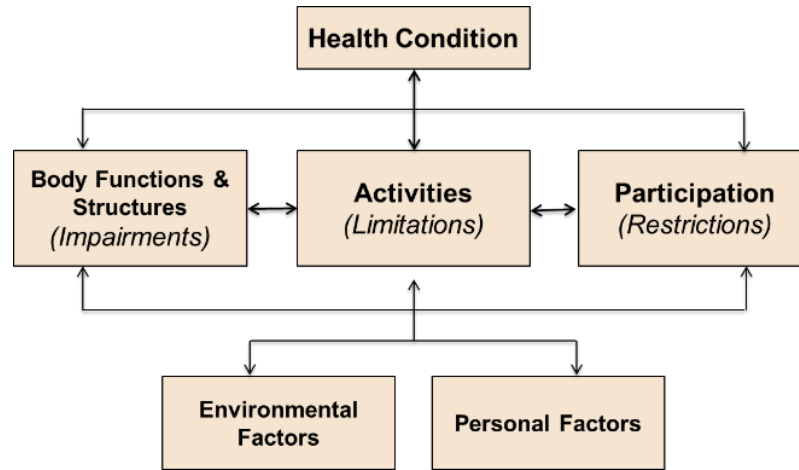 Health Condition
Body Functions &
Structures
(Impairments)
Activities
(Limitations)
Participation
(Restrictions)
Environmental
Factors
Personal Factors